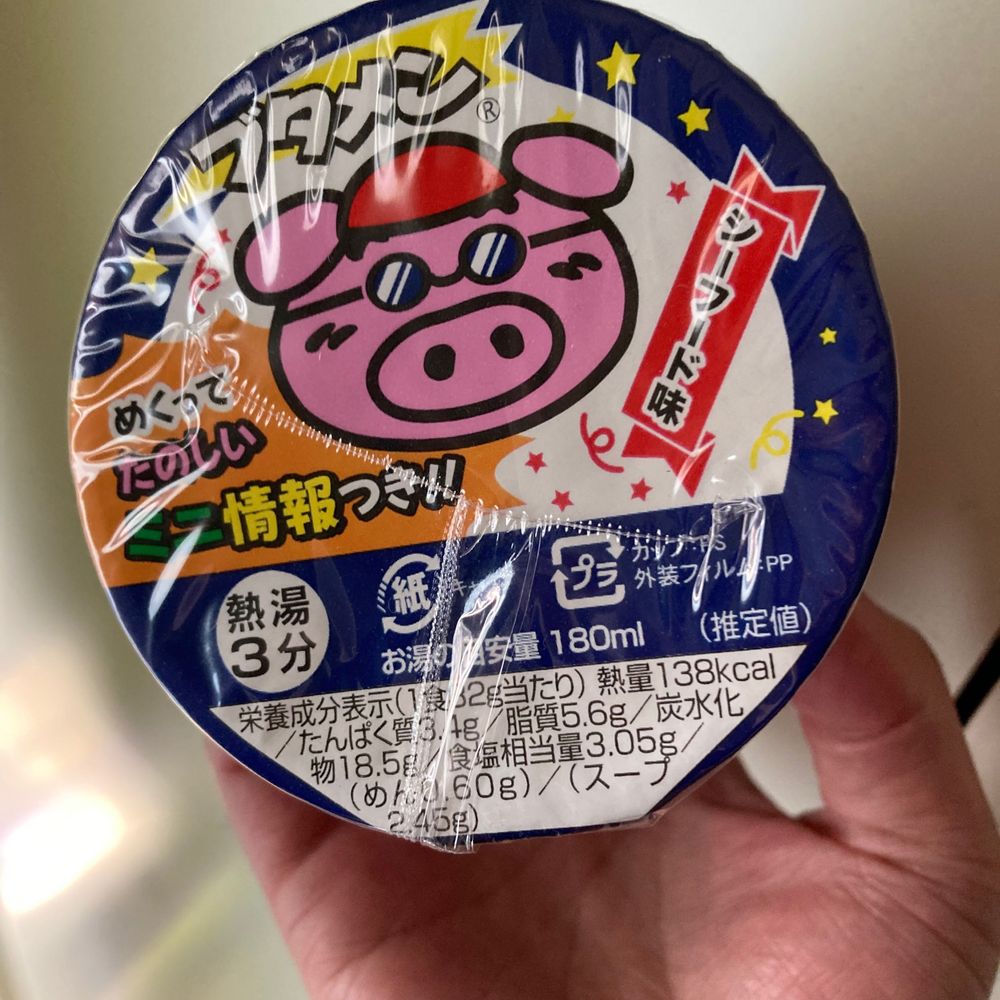 ブタメン®
シーフード味
めくって
たのしい
ミニ情報つき!!
熱湯
3分
紙
プラ
カップ:PS
外装フィルム:PP
お湯の目安量 180ml (推定値)
栄養成分表示(1食32g当たり) 熱量138kcal
/たんぱく質3.4g/脂質5.6g/炭水化
物18.5g/食塩相当量3.05g/
(めん0.60g)/(スープ
2.45g)